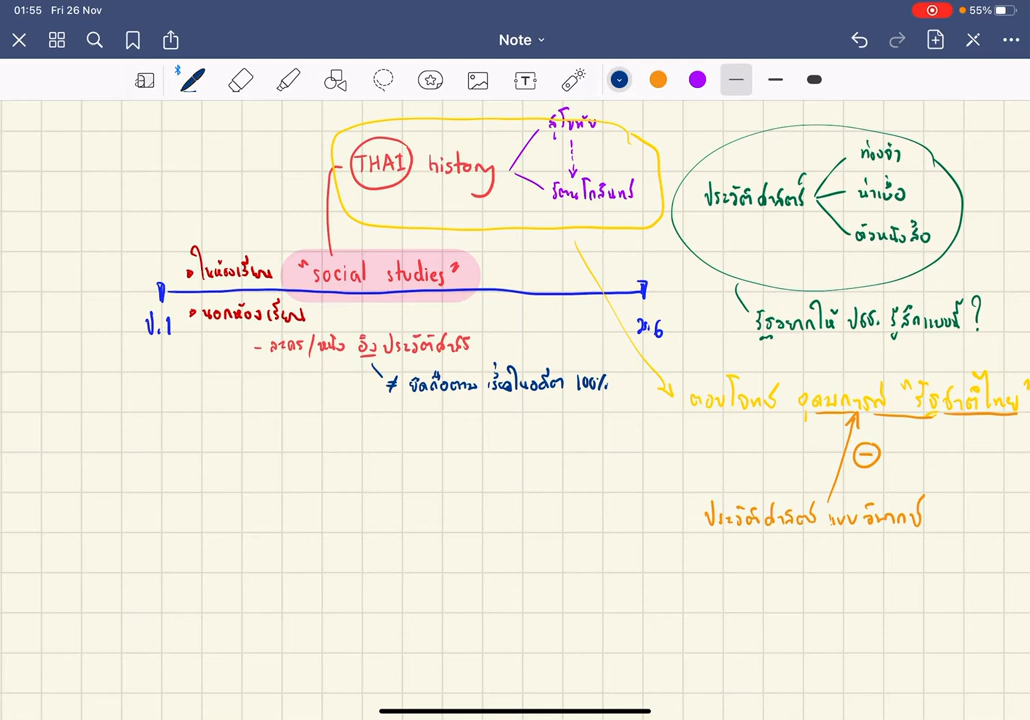 01:55 Fri 26 Nov
55%
Note
T
สุโขทัย
THAI history
รัตนโกสินทร์
ท่องจำ
ประวัติศาสตร์
น่าเบื่อ
ตัวหนังสือ
ในห้องเรียน
"social studies"
ป.1
นอกห้องเรียน
ม.6
รัฐอยากให้ ปชช. รู้สึกแบบนี้ ?
- ละคร/หนัง อิงประวัติศาสตร์
≠ ยึดถือตาม เรื่องในอดีต 100%
ตอบโจทย์ อุดมการณ์ "รัฐชาติไทย"
ประวัติศาสตร์ แบบ วิพากษ์